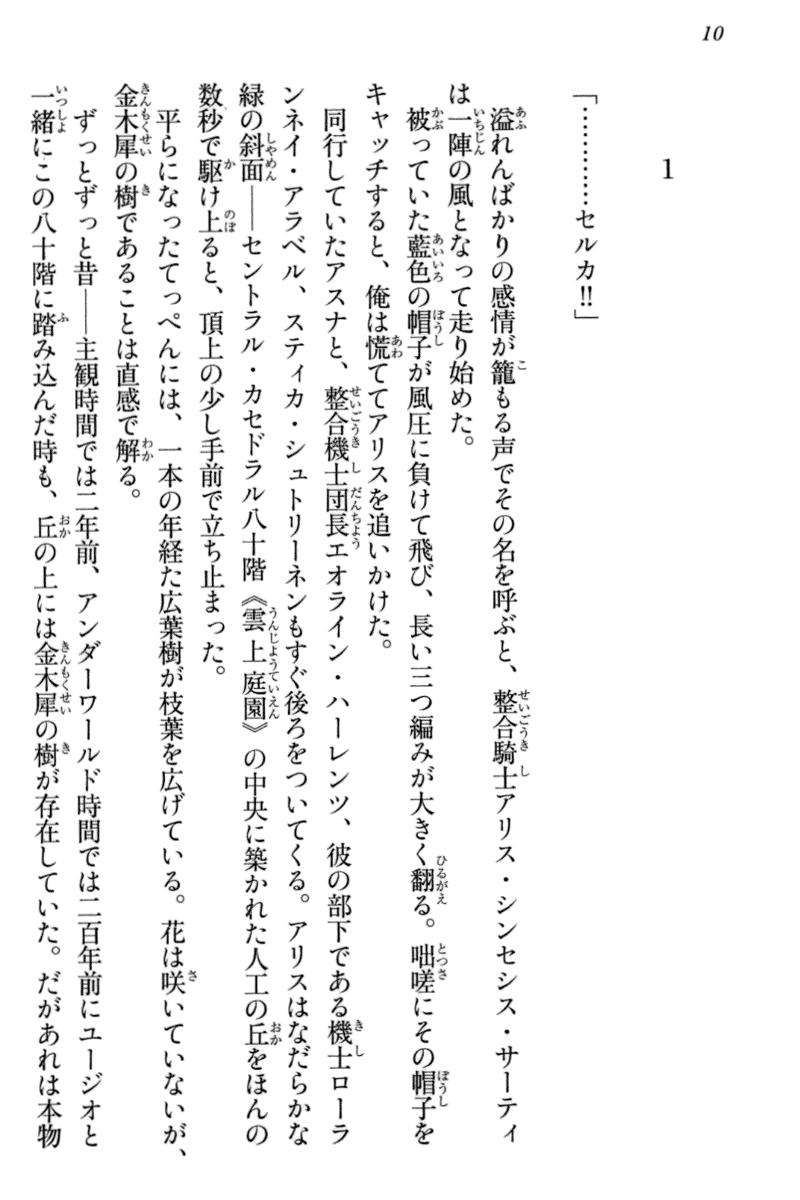 10
1
「…………セルカ!!」
溢れんばかりの感情が籠もる声でその名を呼ぶと、整合騎士アリス・シンセシス・サーティ
は一陣の風となって走り始めた。
被っていた藍色の帽子が風圧に負けて飛び、長い三つ編みが大きく翻る。咄嗟にその帽子を
キャッチすると、俺は慌ててアリスを追いかけた。
同行していたアスナと、整合機士団長エオライン・ハーレンツ、彼の部下である機士ローラ
ンネイ・アラベル、スティカ・シュトリーネンもすぐ後ろをついてくる。アリスはなだらかな
緑の斜面――セントラル・カセドラル八十階《雲上庭園》の中央に築かれた人工の丘をほんの
数秒で駆け上ると、頂上の少し手前で立ち止まった。
平らになったてっぺんには、一本の年経た広葉樹が枝葉を広げている。花は咲いていないが、
金木犀の樹であることは直感で解る。
ずっとずっと昔――主観時間では二年前、アンダーワールド時間では二百年前にユージオと
一緒にこの八十階に踏み込んだ時も、丘の上には金木犀の樹が存在していた。だがあれは本物